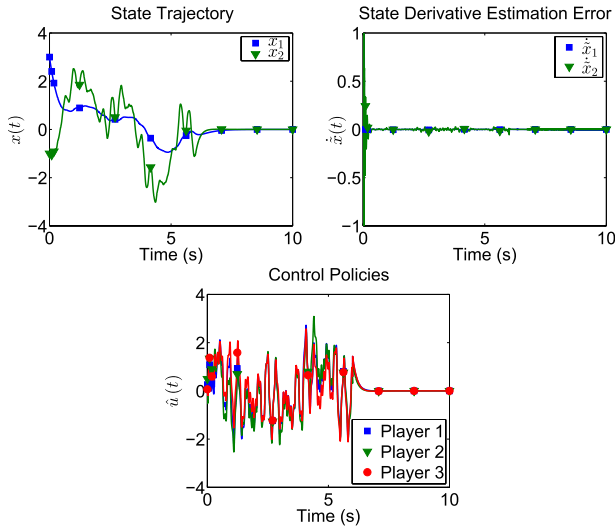 State Trajectory
4
2
0
−2
−4
x(t)
0
5
10
Time (s)
x₁
x₂
State Derivative Estimation Error
1
0.5
0
−0.5
−1
ẋ̃(t)
0
5
10
Time (s)
ẋ̃₁
ẋ̃₂
Control Policies
4
2
0
−2
−4
û(t)
0
5
10
Time (s)
Player 1
Player 2
Player 3